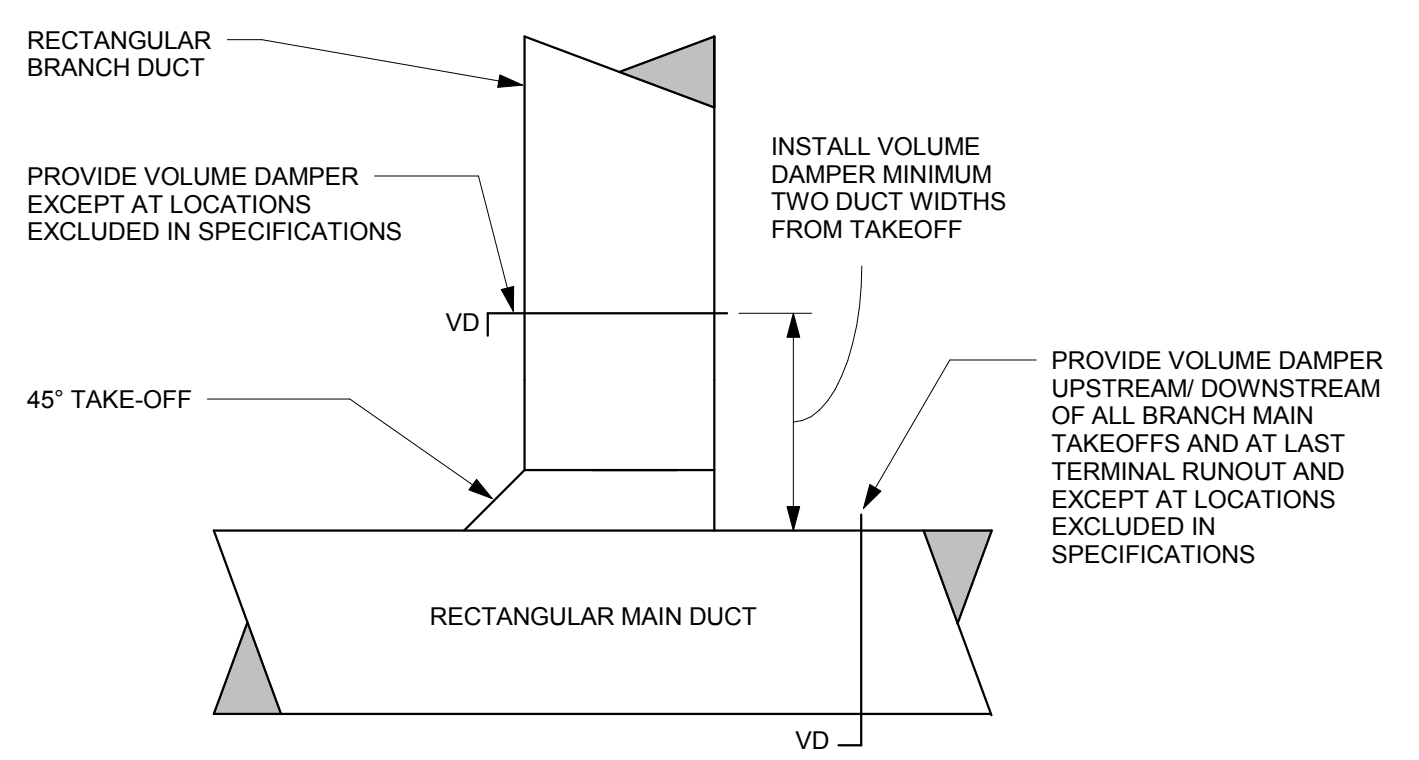 RECTANGULAR
BRANCH DUCT
PROVIDE VOLUME DAMPER
EXCEPT AT LOCATIONS
EXCLUDED IN SPECIFICATIONS
INSTALL VOLUME
DAMPER MINIMUM
TWO DUCT WIDTHS
FROM TAKEOFF
VD
45° TAKE-OFF
PROVIDE VOLUME DAMPER
UPSTREAM/ DOWNSTREAM
OF ALL BRANCH MAIN
TAKEOFFS AND AT LAST
TERMINAL RUNOUT AND
EXCEPT AT LOCATIONS
EXCLUDED IN
SPECIFICATIONS
RECTANGULAR MAIN DUCT
VD